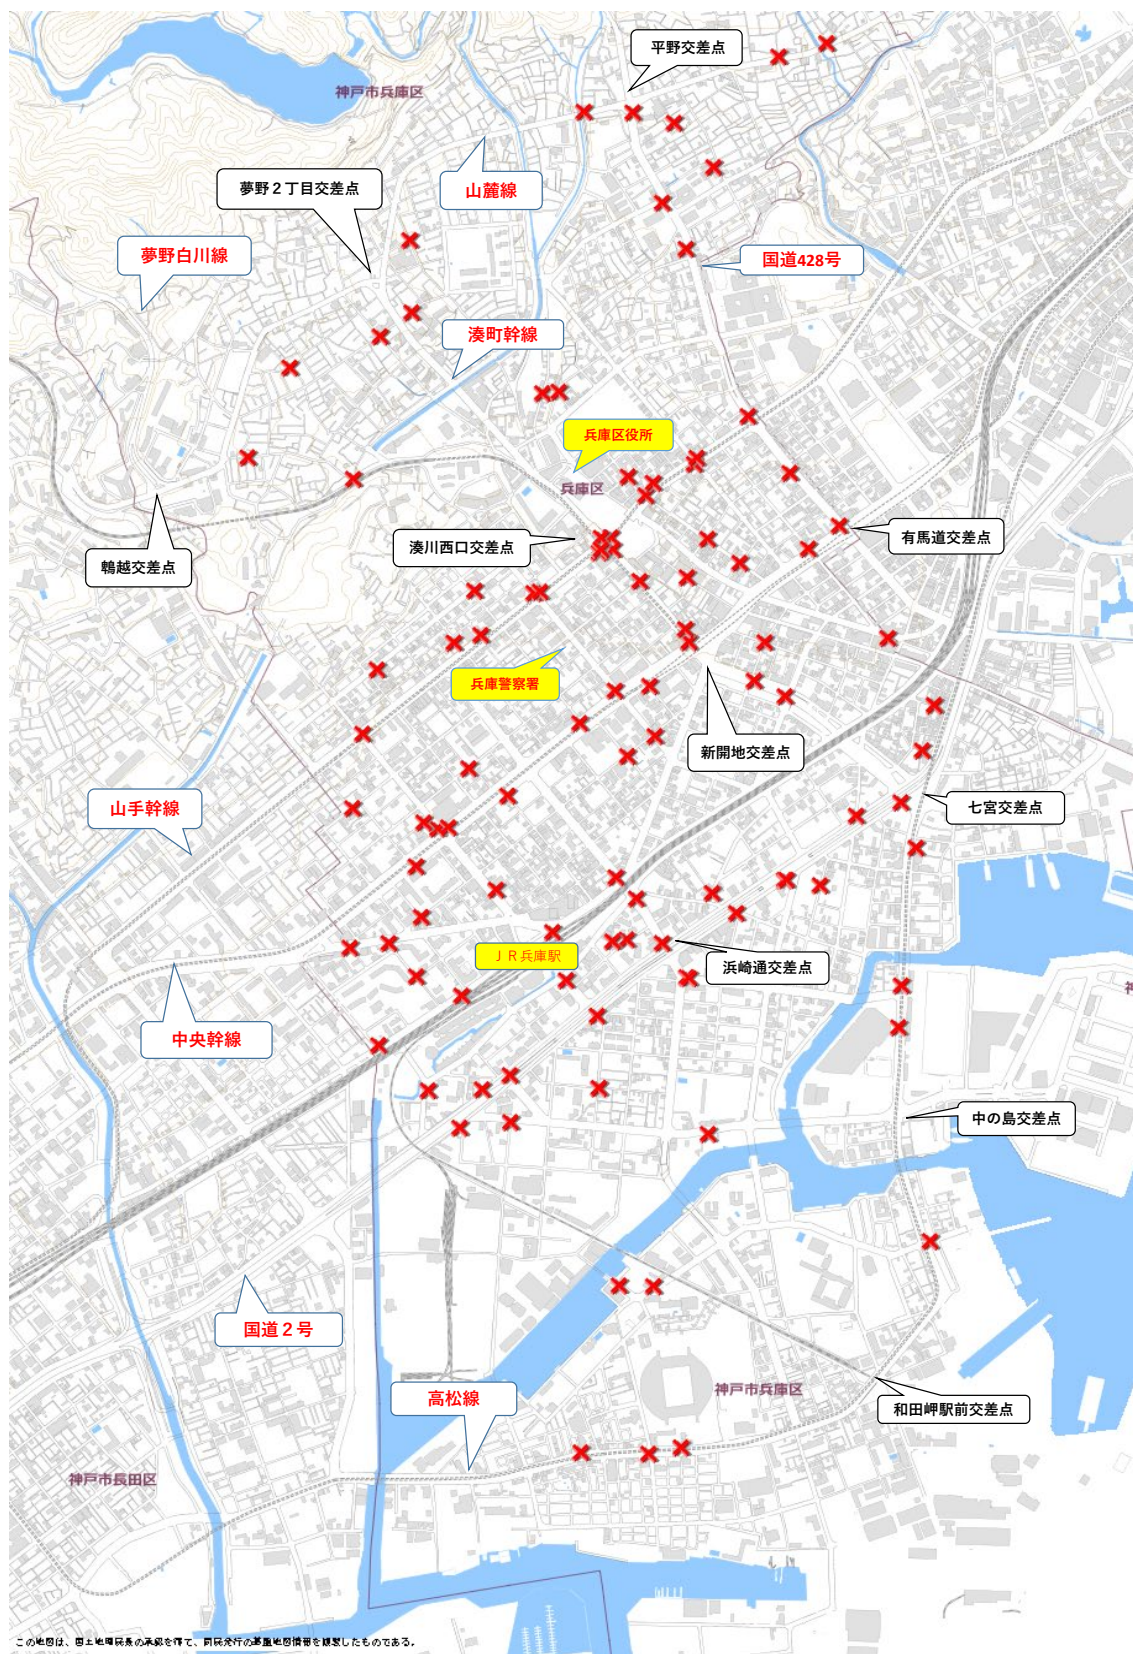 平野交差点
神戸市兵庫区
夢野２丁目交差点
山麓線
夢野白川線
国道428号
湊町幹線
兵庫区役所
兵庫区
有馬道交差点
湊川西口交差点
鵯越交差点
兵庫警察署
新開地交差点
山手幹線
七宮交差点
ＪＲ兵庫駅
浜崎通交差点
神
中央幹線
中の島交差点
国道２号
神戸市兵庫区
高松線
和田岬駅前交差点
神戸市長田区
この地図は、国土地理院長の承認を得て、同院発行の基盤地図情報を複製したものである。